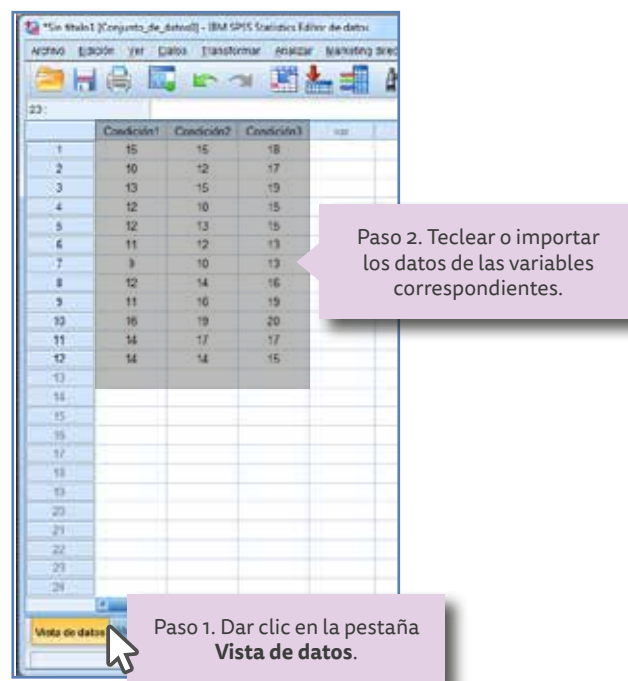 *Sin título1 [Conjunto_de_datos0] - IBM SPSS Statistics Editor de datos
Archivo Edición Ver Datos Transformar Analizar Marketing direc
23 :
Condición1 Condición2 Condición3 var
1 15 15 18
2 10 12 17
3 13 15 19
4 12 10 15
5 12 13 15
6 11 12 13
7 10 13
8 12 14 16
9 11 16 19
10 16 19 20
11 14 17 17
12 14 14 15
13
14
15
16
17
18
19
20
21
22
23
24
Paso 2. Teclear o importar
los datos de las variables
correspondientes.
Vista de datos
Paso 1. Dar clic en la pestaña
Vista de datos.